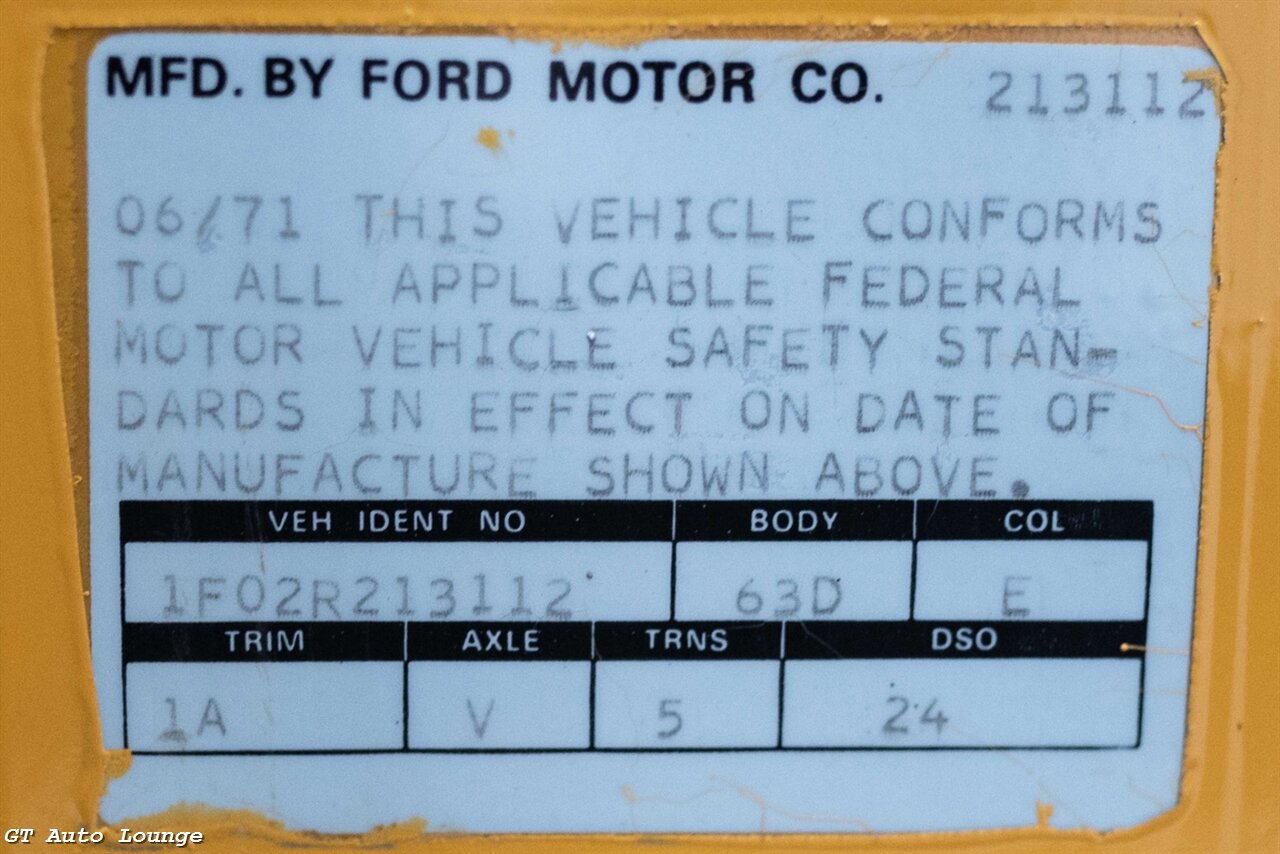 MFD. BY FORD MOTOR CO. 213112
06/71 THIS VEHICLE CONFORMS
TO ALL APPLICABLE FEDERAL
MOTOR VEHICLE SAFETY STAN-
DARDS IN EFFECT ON DATE OF
MANUFACTURE SHOWN ABOVE.
VEH IDENT NO BODY COL
1F02R213112 63D E
TRIM AXLE TRNS DSO
1A V 5 24
GT Auto Lounge